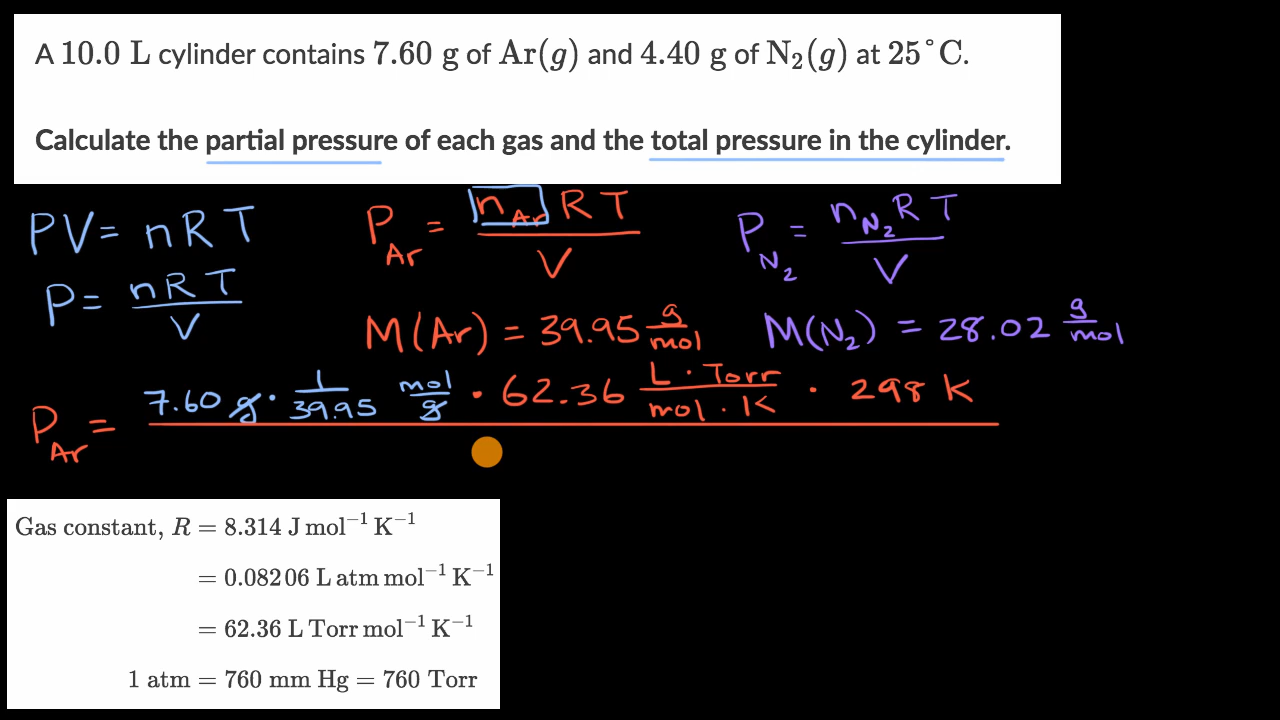 A 10.0 L cylinder contains 7.60 g of Ar(g) and 4.40 g of N₂(g) at 25°C.
Calculate the partial pressure of each gas and the total pressure in the cylinder.
PV = nRT
P = nRT/V
P_Ar = n_Ar RT/V
M(Ar) = 39.95 g/mol
P_N₂ = n_N₂ RT/V
M(N₂) = 28.02 g/mol
P_Ar = 7.60 g · 1/39.95 mol/g · 62.36 L · Torr/mol · K · 298 K
Gas constant, R = 8.314 J mol⁻¹ K⁻¹
= 0.08206 L atm mol⁻¹ K⁻¹
= 62.36 L Torr mol⁻¹ K⁻¹
1 atm = 760 mm Hg = 760 Torr